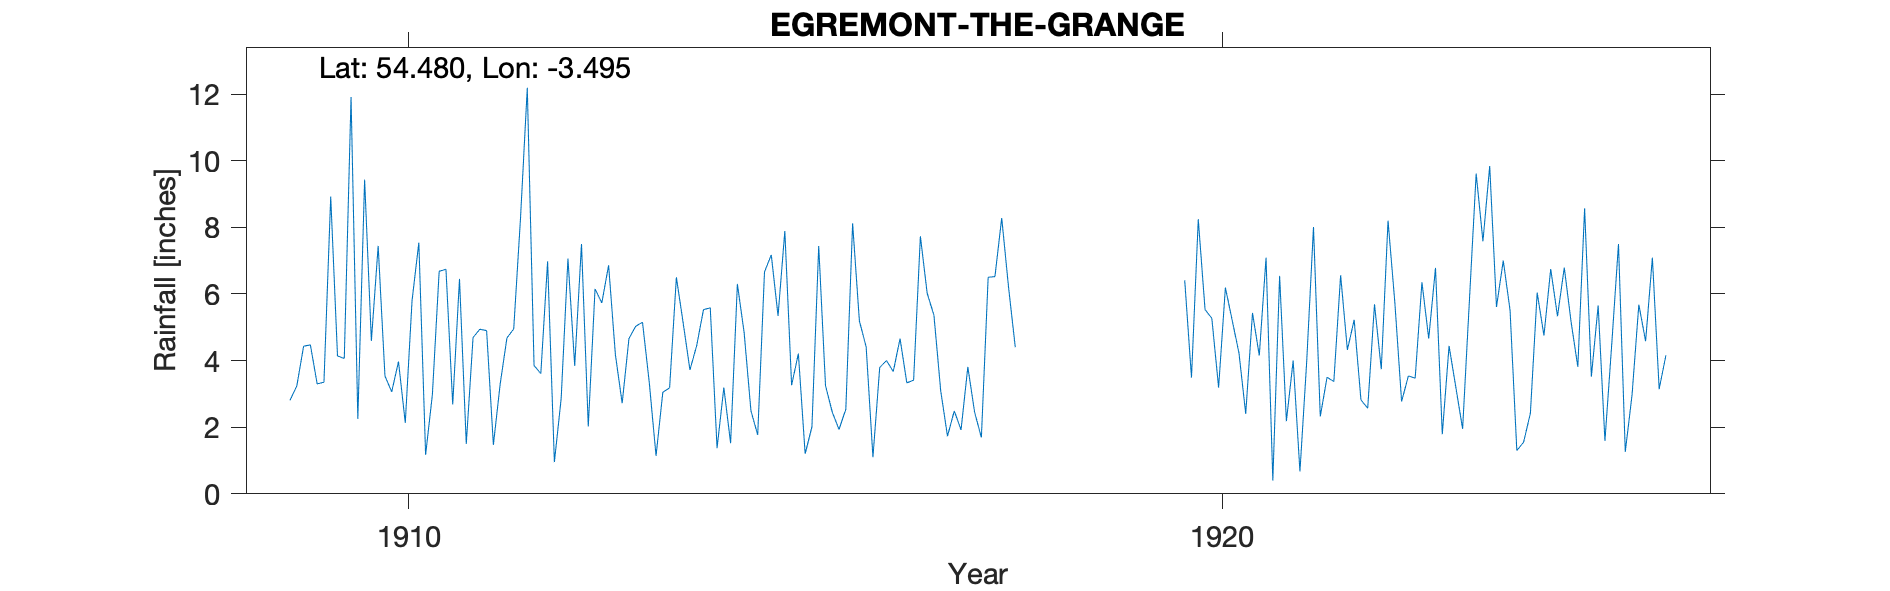 EGREMONT-THE-GRANGE
Lat: 54.480, Lon: -3.495
12
10
8
6
4
2
0
Rainfall [inches]
1910
1920
Year